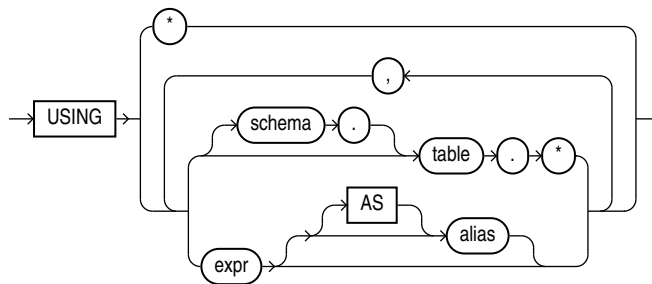 *
,
USING
schema .
table . *
AS
alias
expr